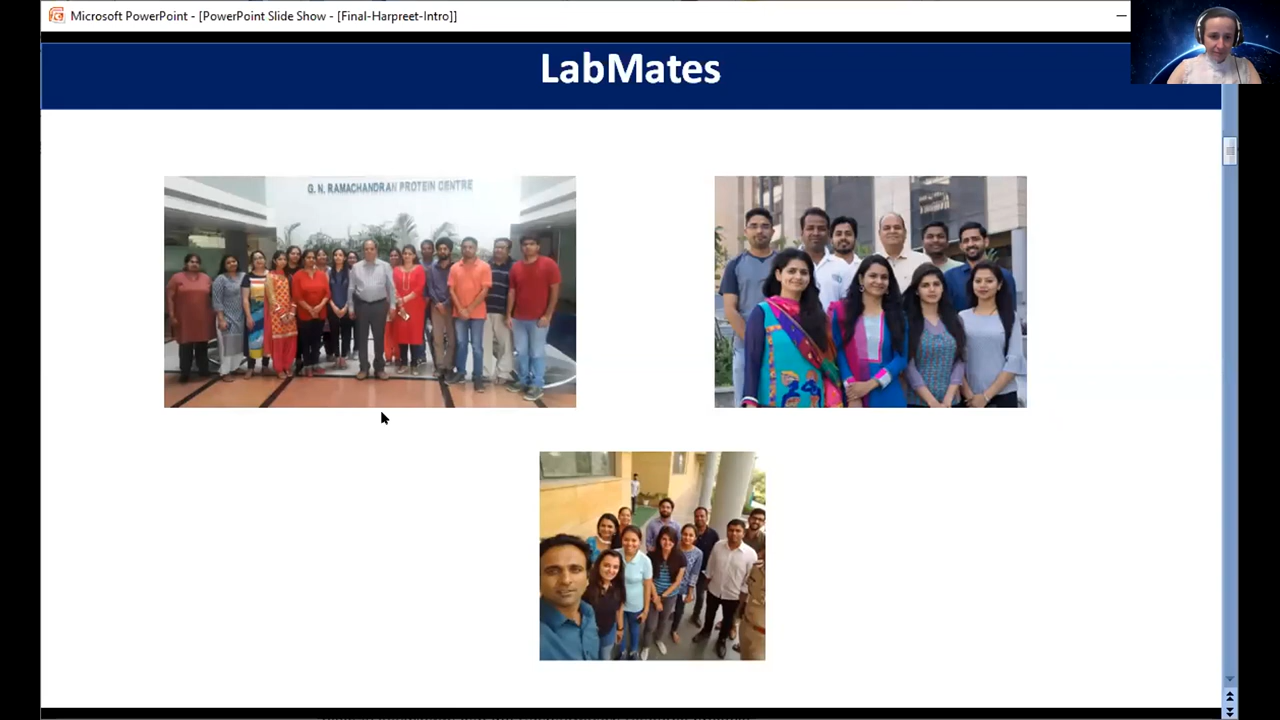 Microsoft PowerPoint - [PowerPoint Slide Show - [Final-Harpreet-Intro]]
LabMates
G. N. RAMACHANDRAN PROTEIN CENTRE